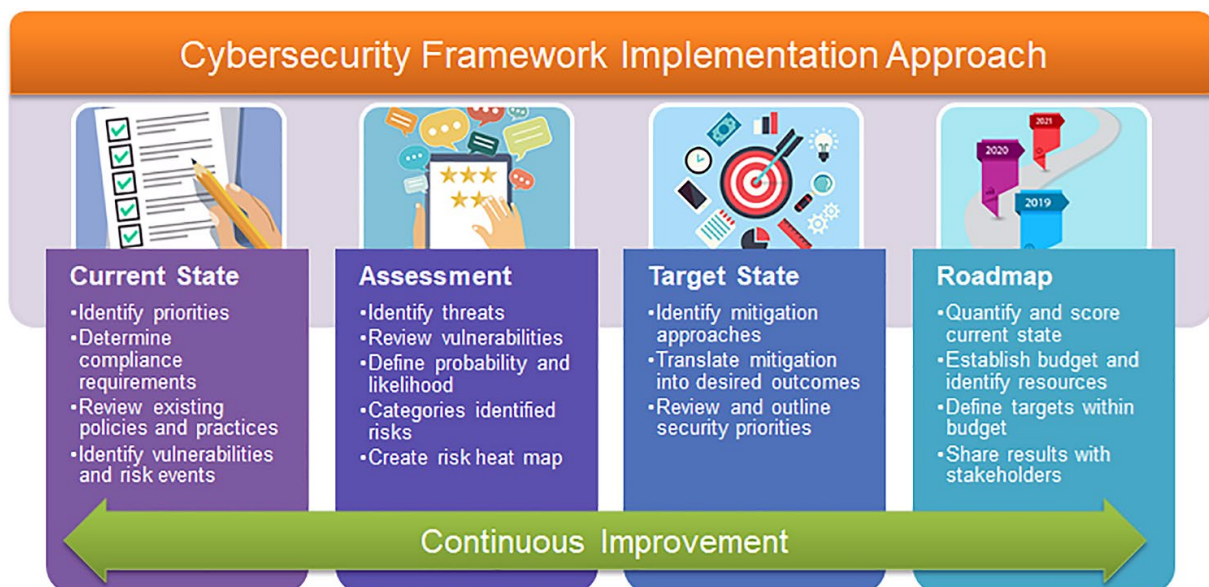 Cybersecurity Framework Implementation Approach
2021
2020
2019
Current State
•Identify priorities
•Determine
compliance
requirements
•Review existing
policies and practices
•Identify vulnerabilities
and risk events
Assessment
•Identify threats
•Review vulnerabilities
•Define probability and
likelihood
•Categories identified
risks
•Create risk heat map
Target State
•Identify mitigation
approaches
•Translate mitigation
into desired outcomes
•Review and outline
security priorities
Roadmap
•Quantify and score
current state
•Establish budget and
identify resources
•Define targets within
budget
•Share results with
stakeholders
Continuous Improvement